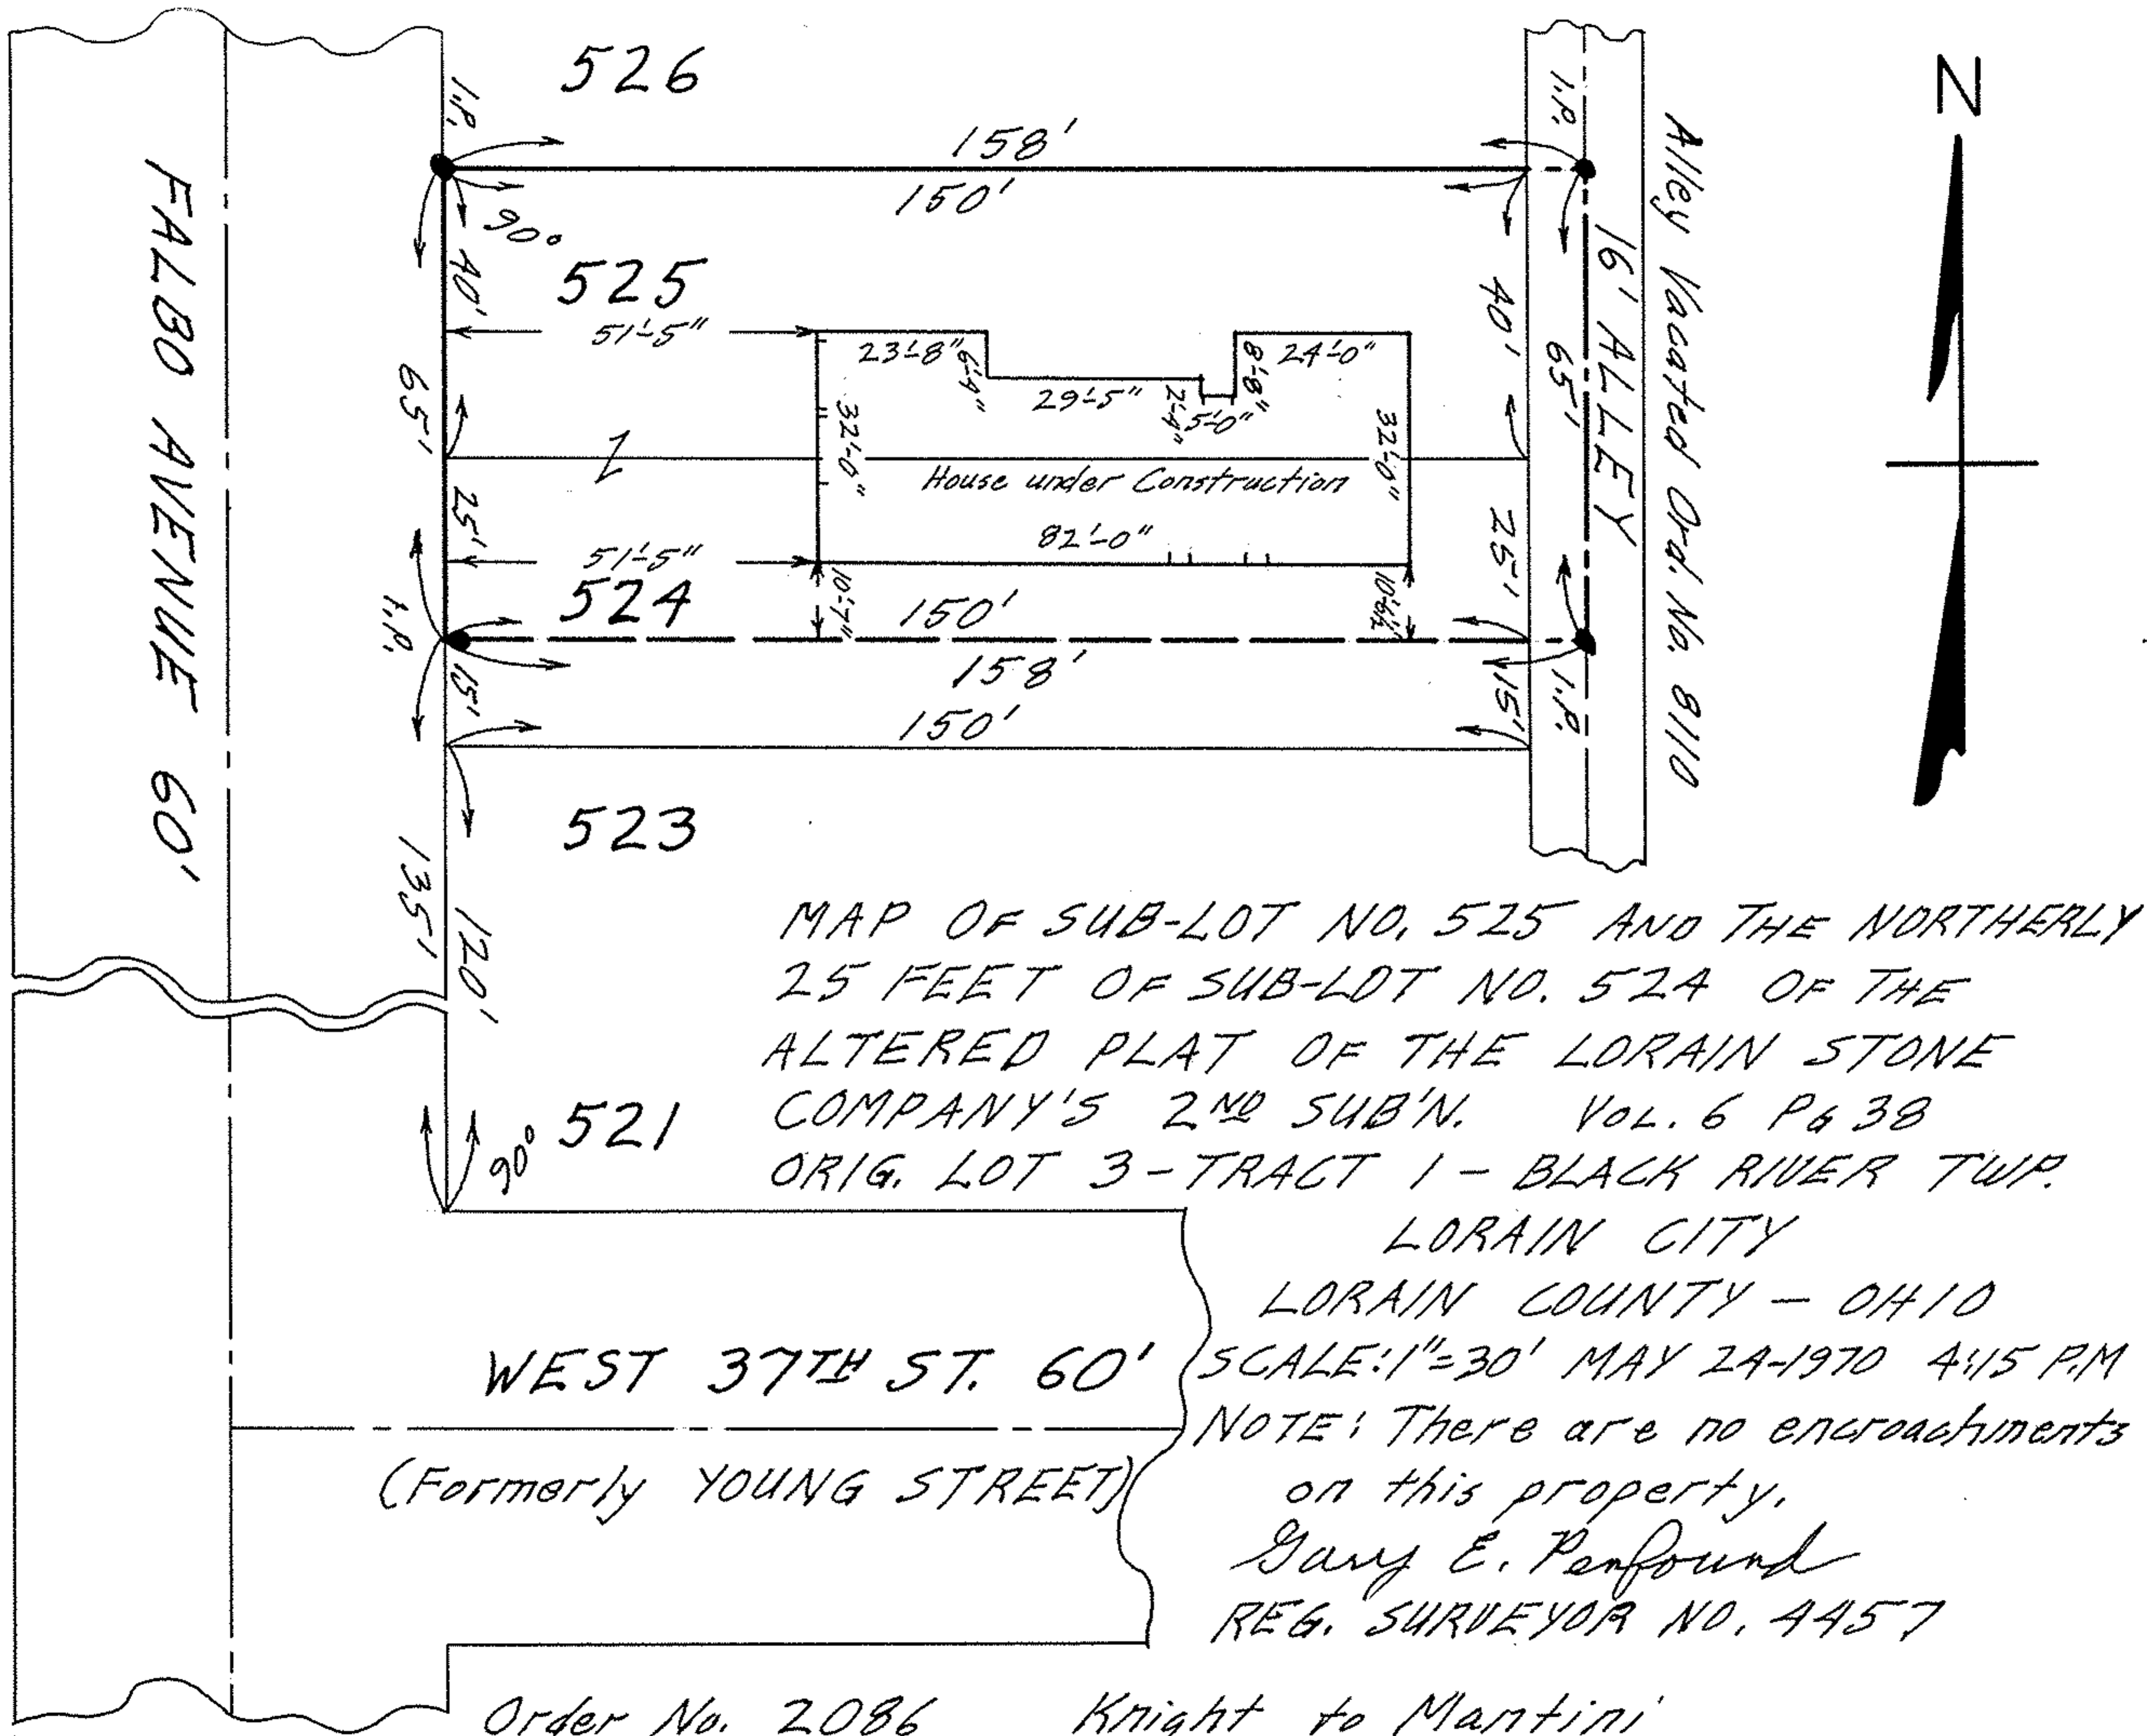 526
N
I.P.
I.P.
158'
150'
90°
40'
525
51'-5"
23'-8"
6'-4"
29'-5"
2'-4"
5'-0"
8'-8"
24'-0"
40'
65'
16' ALLEY
Alley Vacated Ord. No. 8110
FALBO AVENUE 60'
65'
32'-0"
32'-0"
House under Construction
25'
82'-0"
25'
51'-5"
524
10'-7"
150'
10'-6½"
I.P.
158'
I.P.
15'
150'
15'
523
135'
120'
MAP OF SUB-LOT NO. 525 AND THE NORTHERLY
25 FEET OF SUB-LOT NO. 524 OF THE
ALTERED PLAT OF THE LORAIN STONE
COMPANY'S 2ND SUB'N. VOL. 6 PG 38
ORIG. LOT 3-TRACT 1-BLACK RIVER TWP.
LORAIN CITY
LORAIN COUNTY - OHIO
SCALE: 1"=30' MAY 24-1970 4:15 P.M
NOTE: There are no encroachments
on this property.
Gary E. Penfound
REG. SURVEYOR NO. 4457
521
90°
WEST 37TH ST. 60'
(Formerly YOUNG STREET)
Order No. 2086 Knight to Mantini